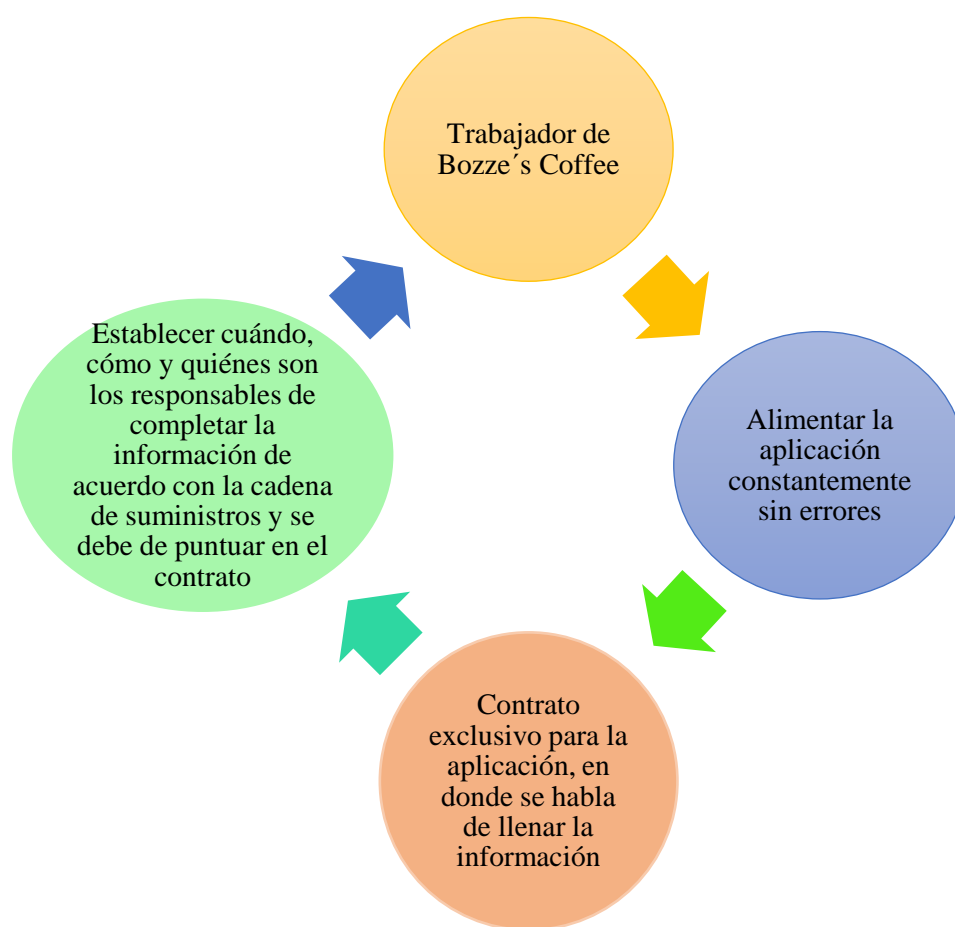 Trabajador de
Bozze´s Coffee
Alimentar la
aplicación
constantemente
sin errores
Contrato
exclusivo para la
aplicación, en
donde se habla
de llenar la
información
Establecer cuándo,
cómo y quiénes son
los responsables de
completar la
información de
acuerdo con la cadena
de suministros y se
debe de puntuar en el
contrato